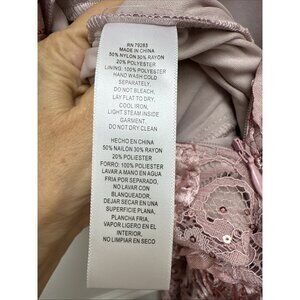 RN 79283
MADE IN CHINA
50% NYLON 30% RAYON
20% POLYESTER
LINING: 100% POLYESTER
HAND WASH COLD
SEPARATELY,
DO NOT BLEACH,
LAY FLAT TO DRY,
COOL IRON,
LIGHT STEAM INSIDE
GARMENT,
DO NOT DRY CLEAN
HECHO EN CHINA
50% NAILON 30% RAYON
20% POLIESTER
FORRO: 100% POLIESTER
LAVAR A MANO EN AGUA
FRIA POR SEPARADO,
NO LAVAR CON
BLANQUEADOR,
DEJAR SECAR EN UNA
SUPERFICIE PLANA,
PLANCHA FRIA,
VAPOR LIGERO EN EL
INTERIOR,
NO LIMPIAR EN SECO